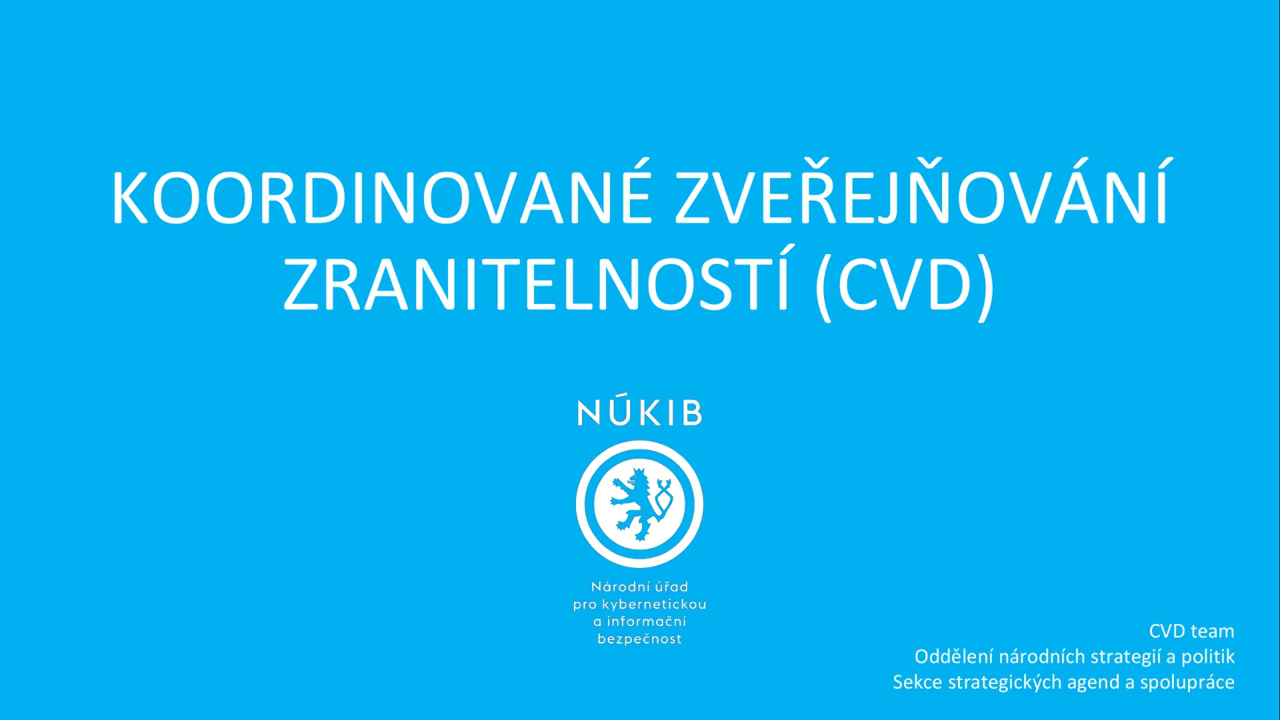 KOORDINOVANÉ ZVEŘEJŇOVÁNÍ
ZRANITELNOSTÍ (CVD)
NÚKIB
Národní úřad
pro kybernetickou
a informační
bezpečnost
CVD team
Oddělení národních strategií a politik
Sekce strategických agend a spolupráce